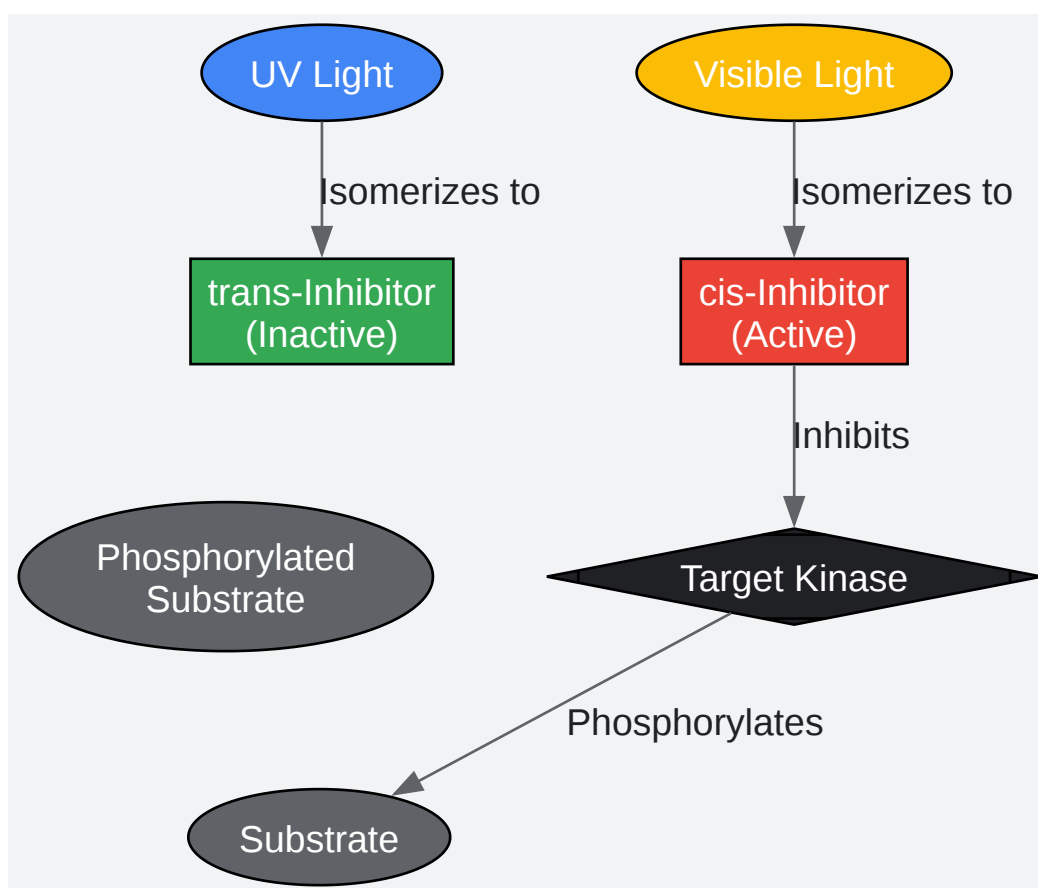 UV Light
Visible Light
Isomerizes to
Isomerizes to
trans-Inhibitor
(Inactive)
cis-Inhibitor
(Active)
Inhibits
Phosphorylated
Substrate
Target Kinase
Phosphorylates
Substrate